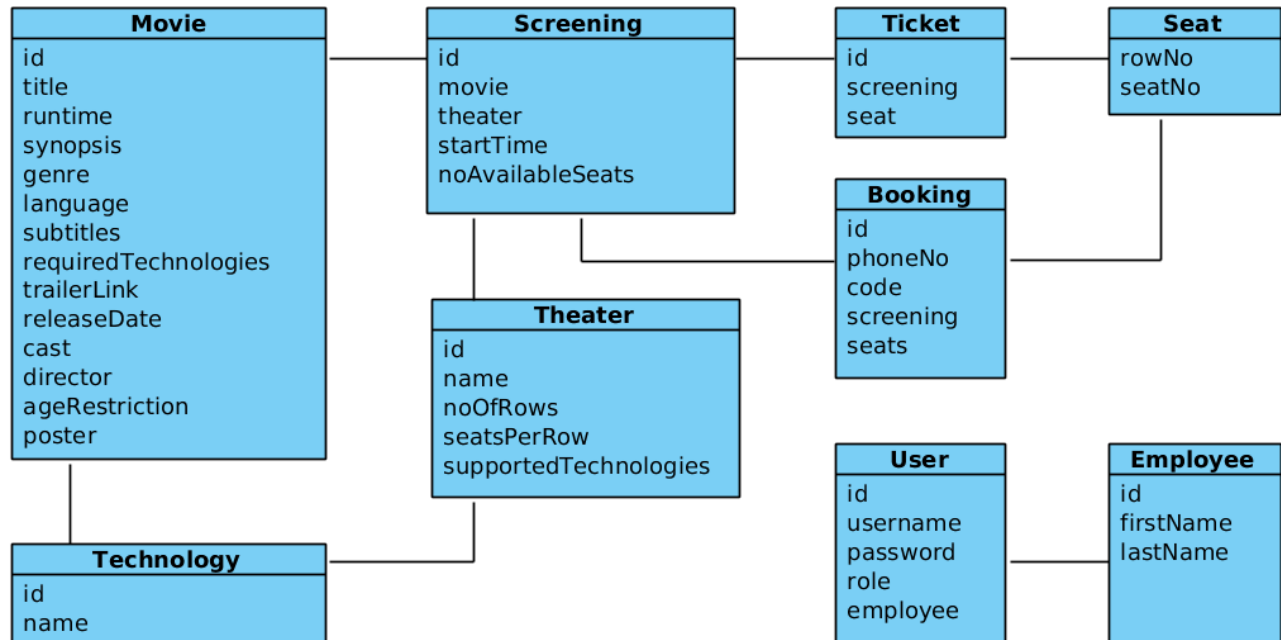 Movie
id
title
runtime
synopsis
genre
language
subtitles
requiredTechnologies
trailerLink
releaseDate
cast
director
ageRestriction
poster
Screening
id
movie
theater
startTime
noAvailableSeats
Ticket
id
screening
seat
Seat
rowNo
seatNo
Booking
id
phoneNo
code
screening
seats
Theater
id
name
noOfRows
seatsPerRow
supportedTechnologies
Technology
id
name
User
id
username
password
role
employee
Employee
id
firstName
lastName